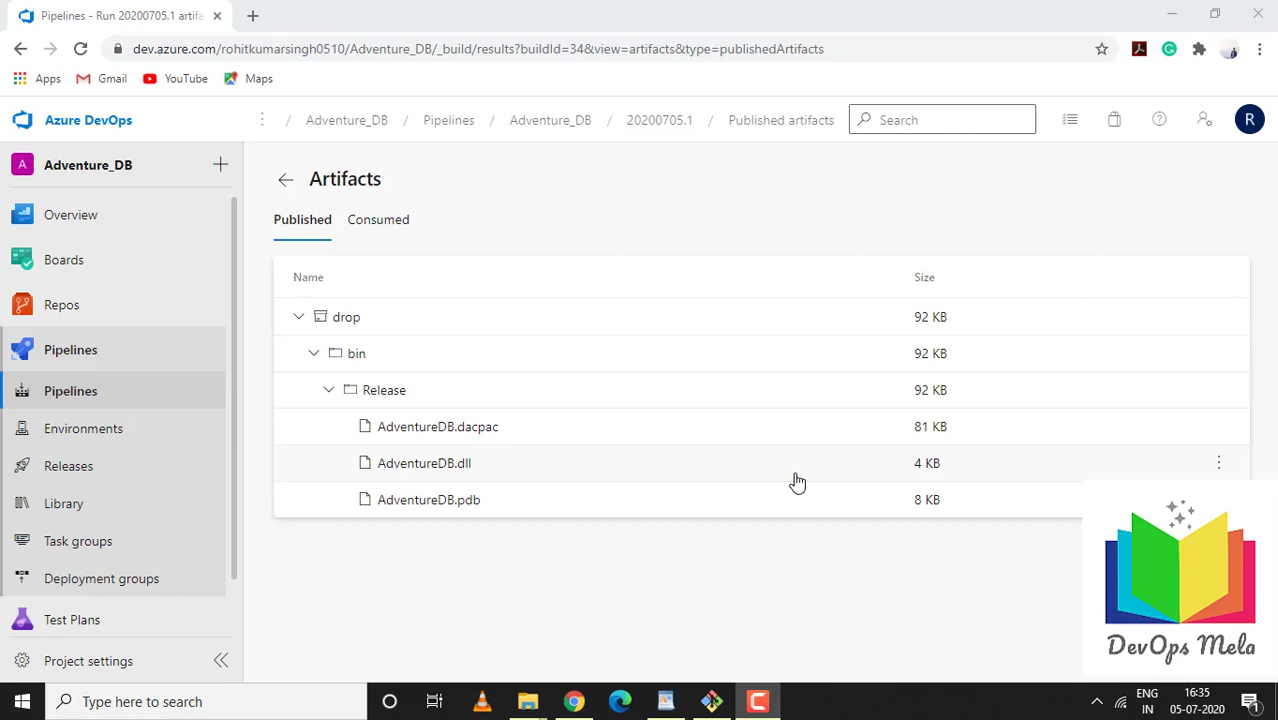 Pipelines - Run 20200705.1 artifa
dev.azure.com/rohitkumarsingh0510/Adventure_DB/_build/results?buildId=34&view=artifacts&type=publishedArtifacts
Apps Gmail YouTube Maps
Azure DevOps / Adventure_DB / Pipelines / Adventure_DB / 20200705.1 / Published artifacts Search R
A Adventure_DB
Overview
Boards
Repos
Pipelines
Pipelines
Environments
Releases
Library
Task groups
Deployment groups
Test Plans
Project settings
Artifacts
Published Consumed
Name Size
drop 92 KB
bin 92 KB
Release 92 KB
AdventureDB.dacpac 81 KB
AdventureDB.dll 4 KB
AdventureDB.pdb 8 KB
DevOps Mela
Type here to search
ENG
IN
16:35
05-07-2020
1